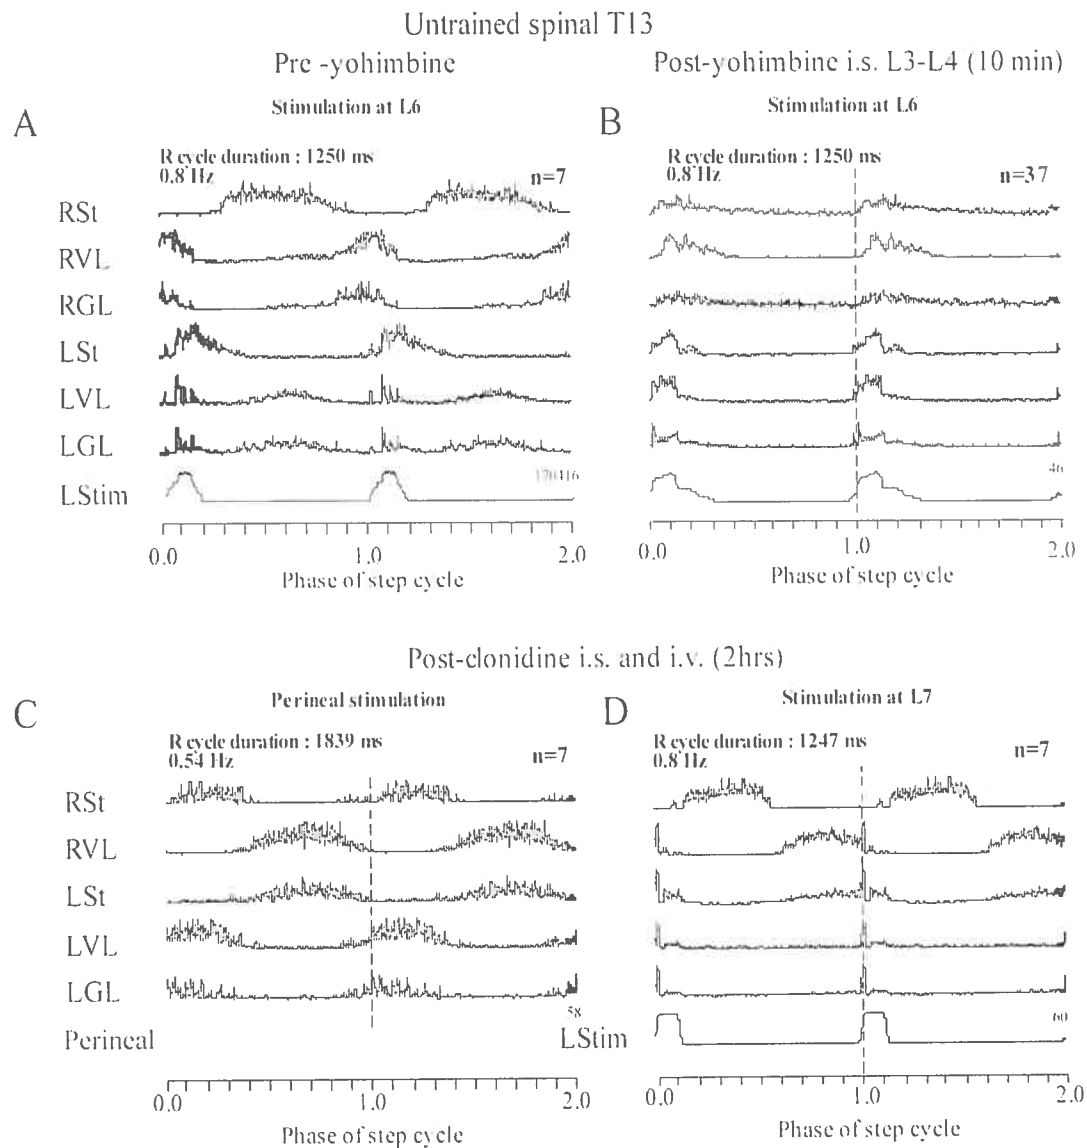 Untrained spinal T13
Pre -yohimbine
Post-yohimbine i.s. L3-L4 (10 min)
A
Stimulation at L6
R cycle duration : 1250 ms
0.8 Hz
n=7
RSt
RVL
RGL
LSt
LVL
LGL
LStim
170416
0.0
1.0
2.0
Phase of step cycle
B
Stimulation at L6
R cycle duration : 1250 ms
0.8 Hz
n=37
46
0.0
1.0
2.0
Phase of step cycle
Post-clonidine i.s. and i.v. (2hrs)
C
Perineal stimulation
R cycle duration : 1839 ms
0.54 Hz
n=7
RSt
RVL
LSt
LVL
LGL
Perineal
58
0.0
1.0
2.0
Phase of step cycle
D
Stimulation at L7
R cycle duration : 1247 ms
0.8 Hz
n=7
LStim
60
0.0
1.0
2.0
Phase of step cycle